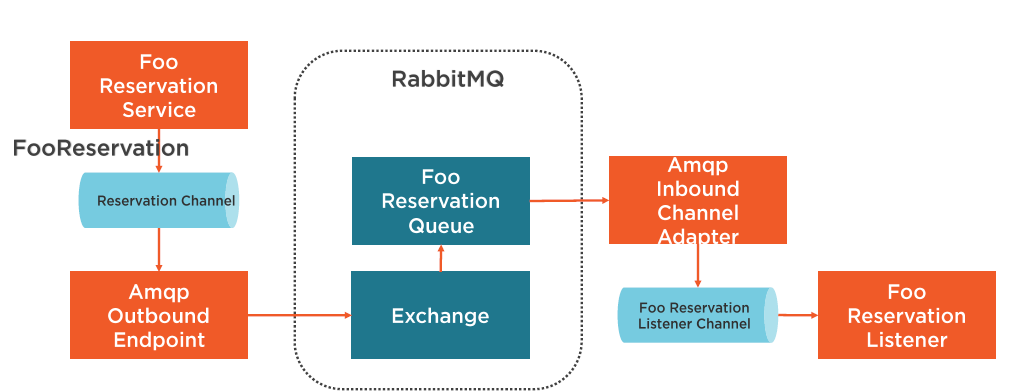 Foo
Reservation
Service
FooReservation
Reservation Channel
Amqp
Outbound
Endpoint
RabbitMQ
Foo
Reservation
Queue
Exchange
Amqp
Inbound
Channel
Adapter
Foo Reservation
Listener Channel
Foo
Reservation
Listener